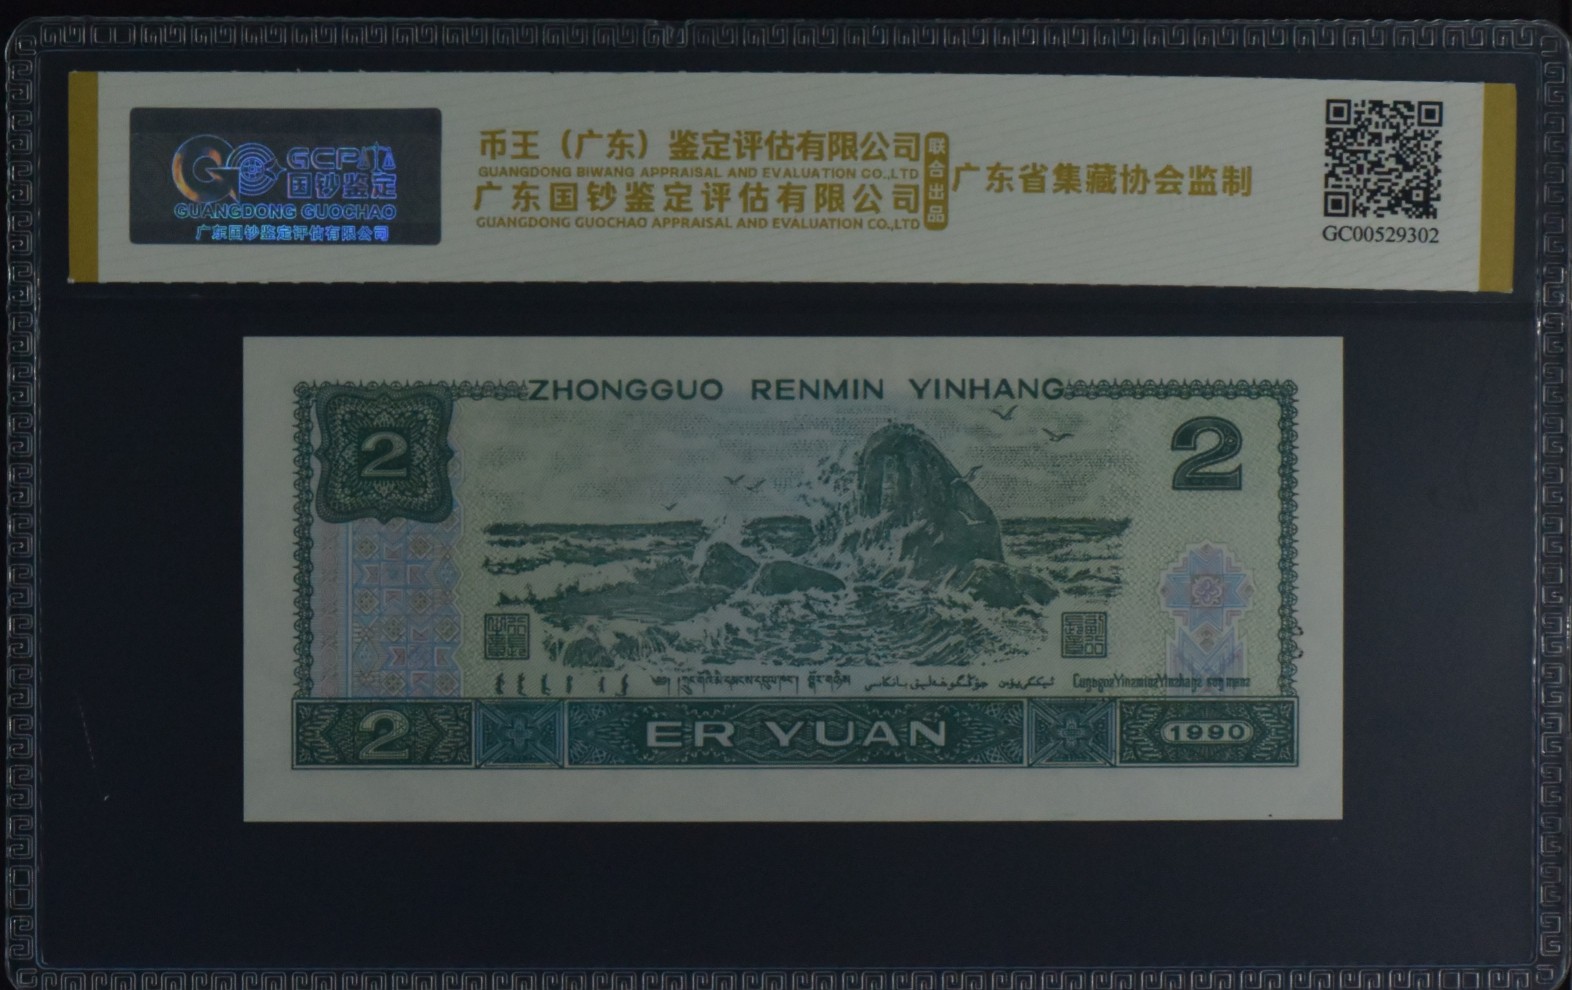 GCP
国钞鉴定
GUANGDONG GUOCHAO
广东国钞鉴定评估有限公司
币王（广东）鉴定评估有限公司
GUANGDONG BIWANG APPRAISAL AND EVALUATION CO.,LTD
广东国钞鉴定评估有限公司
GUANGDONG GUOCHAO APPRAISAL AND EVALUATION CO.,LTD
联合出品
广东省集藏协会监制
GC00529302
ZHONGGUO RENMIN YINHANG
2
2
2
ER YUAN
1990